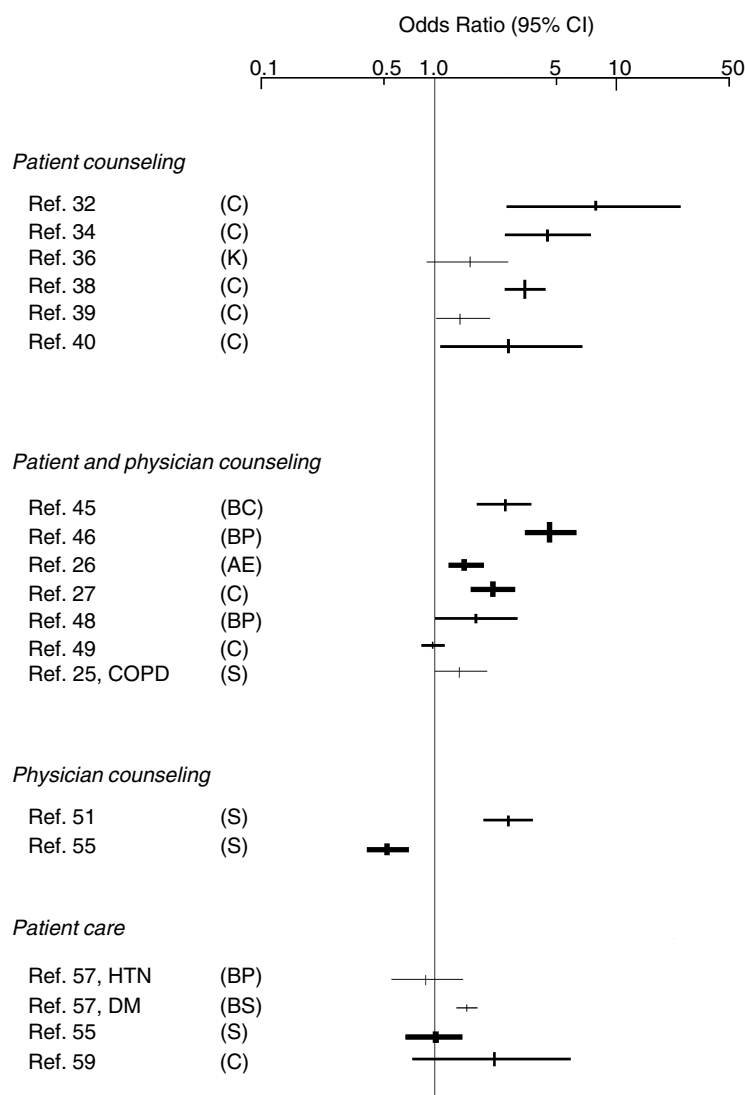 Odds Ratio (95% CI)
0.1 0.5 1.0 5 10 50
Patient counseling
Ref. 32 (C)
Ref. 34 (C)
Ref. 36 (K)
Ref. 38 (C)
Ref. 39 (C)
Ref. 40 (C)
Patient and physician counseling
Ref. 45 (BC)
Ref. 46 (BP)
Ref. 26 (AE)
Ref. 27 (C)
Ref. 48 (BP)
Ref. 49 (C)
Ref. 25, COPD (S)
Physician counseling
Ref. 51 (S)
Ref. 55 (S)
Patient care
Ref. 57, HTN (BP)
Ref. 57, DM (BS)
Ref. 55 (S)
Ref. 59 (C)